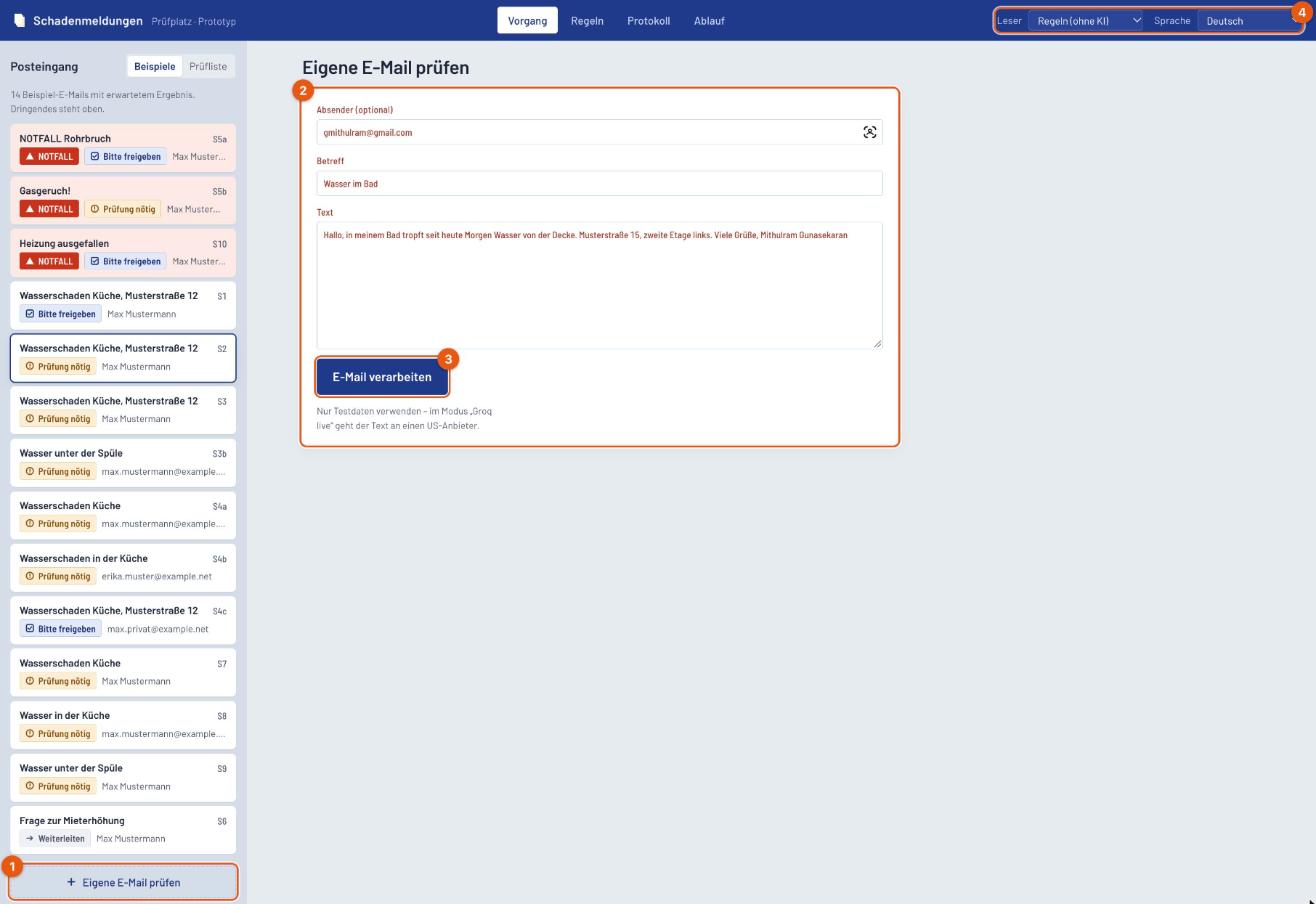 Schadenmeldungen Prüfplatz · Prototyp
Vorgang Regeln Protokoll Ablauf
Leser Regeln (ohne KI) Sprache Deutsch
4
Posteingang Beispiele Prüfliste
14 Beispiel-E-Mails mit erwartetem Ergebnis.
Dringendes steht oben.
NOTFALL Rohrbruch S5a
NOTFALL Bitte freigeben Max Muster...
Gasgeruch! S5b
NOTFALL Prüfung nötig Max Muster...
Heizung ausgefallen S10
NOTFALL Bitte freigeben Max Muster...
Wasserschaden Küche, Musterstraße 12 S1
Bitte freigeben Max Mustermann
Wasserschaden Küche, Musterstraße 12 S2
Prüfung nötig Max Mustermann
Wasserschaden Küche, Musterstraße 12 S3
Prüfung nötig Max Mustermann
Wasser unter der Spüle S3b
Prüfung nötig max.mustermann@example....
Wasserschaden Küche S4a
Prüfung nötig max.mustermann@example....
Wasserschaden in der Küche S4b
Prüfung nötig erika.muster@example.net
Wasserschaden Küche, Musterstraße 12 S4c
Bitte freigeben max.privat@example.net
Wasserschaden Küche S7
Prüfung nötig Max Mustermann
Wasser in der Küche S8
Prüfung nötig max.mustermann@example....
Wasser unter der Spüle S9
Prüfung nötig Max Mustermann
Frage zur Mieterhöhung S6
→ Weiterleiten Max Mustermann
1
+ Eigene E-Mail prüfen
Eigene E-Mail prüfen
2
Absender (optional)
gmithulram@gmail.com
Betreff
Wasser im Bad
Text
Hallo, in meinem Bad tropft seit heute Morgen Wasser von der Decke. Musterstraße 15, zweite Etage links. Viele Grüße, Mithulram Gunasekaran
3
E-Mail verarbeiten
Nur Testdaten verwenden – im Modus „Groq
live“ geht der Text an einen US-Anbieter.